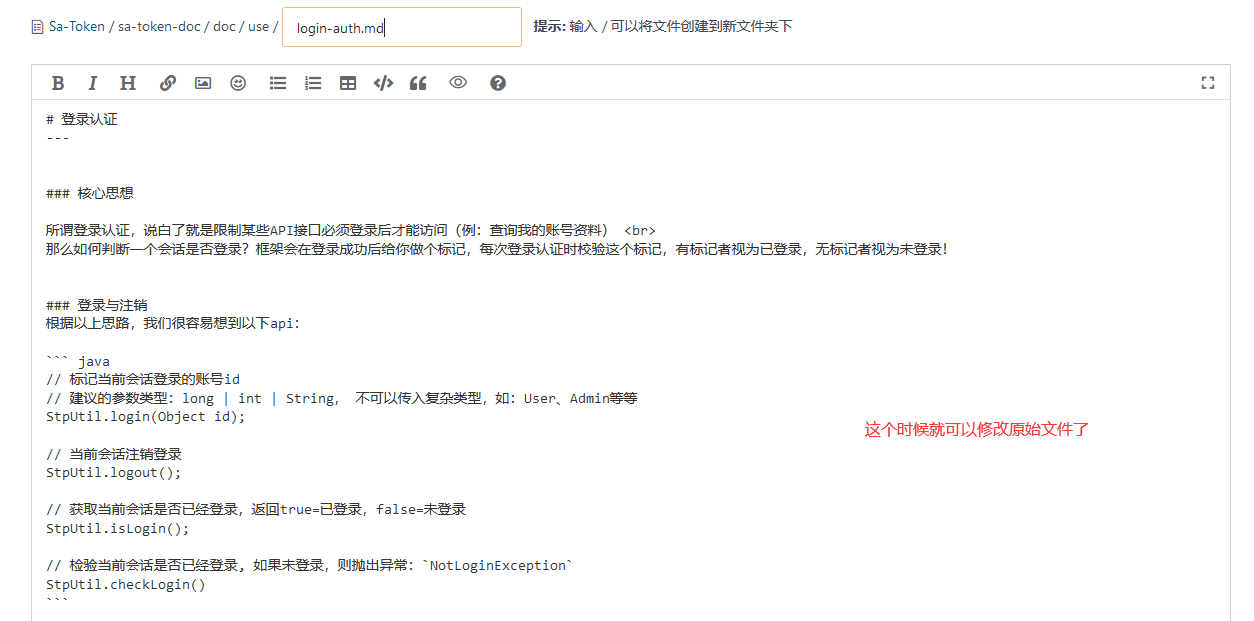 Sa-Token / sa-token-doc / doc / use / login-auth.md 提示: 输入 / 可以将文件创建到新文件夹下
B I H
# 登录认证
---
### 核心思想
所谓登录认证，说白了就是限制某些API接口必须登录后才能访问（例：查询我的账号资料） <br>
那么如何判断一个会话是否登录？框架会在登录成功后给你做个标记，每次登录认证时校验这个标记，有标记者视为已登录，无标记者视为未登录！
### 登录与注销
根据以上思路，我们很容易想到以下api：
``` java
// 标记当前会话登录的账号id
// 建议的参数类型：long | int | String， 不可以传入复杂类型，如：User、Admin等等
StpUtil.login(Object id);
这个时候就可以修改原始文件了
// 当前会话注销登录
StpUtil.logout();
// 获取当前会话是否已经登录，返回true=已登录，false=未登录
StpUtil.isLogin();
// 检验当前会话是否已经登录, 如果未登录，则抛出异常：`NotLoginException`
StpUtil.checkLogin()
```